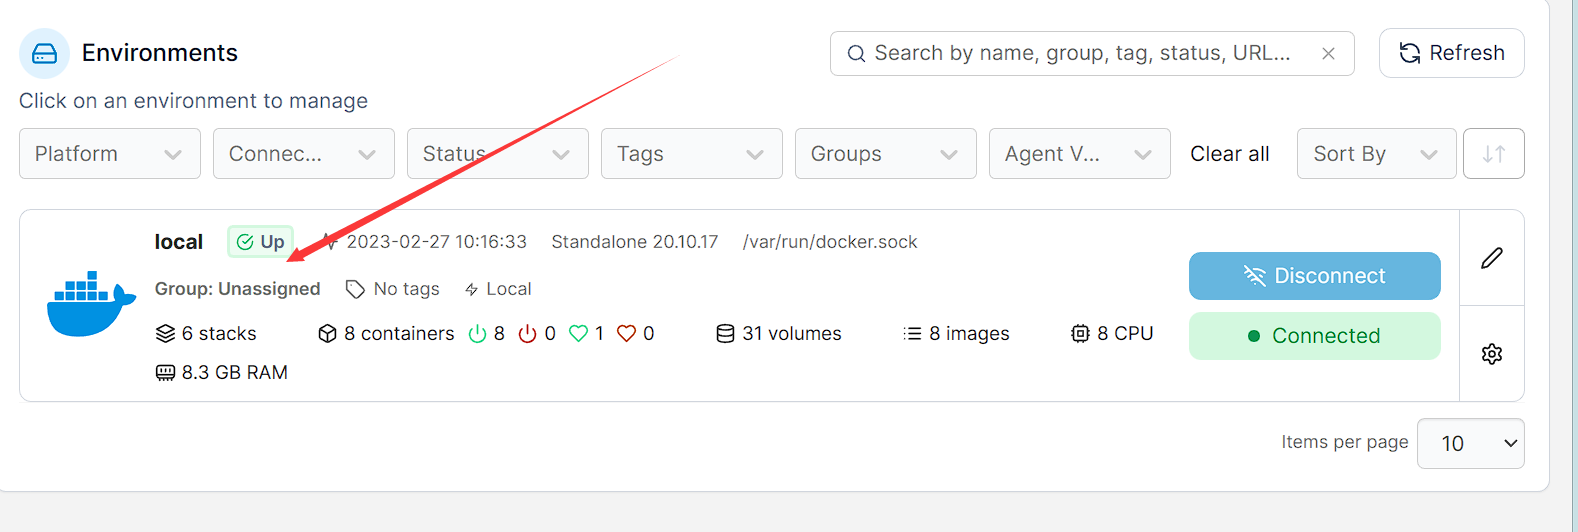 Environments
Search by name, group, tag, status, URL...
Refresh
Click on an environment to manage
Platform
Connec...
Status
Tags
Groups
Agent V...
Clear all
Sort By
local
Up
2023-02-27 10:16:33
Standalone 20.10.17
/var/run/docker.sock
Group: Unassigned
No tags
Local
6 stacks
8 containers
8
0
1
0
31 volumes
8 images
8 CPU
8.3 GB RAM
Disconnect
Connected
Items per page
10